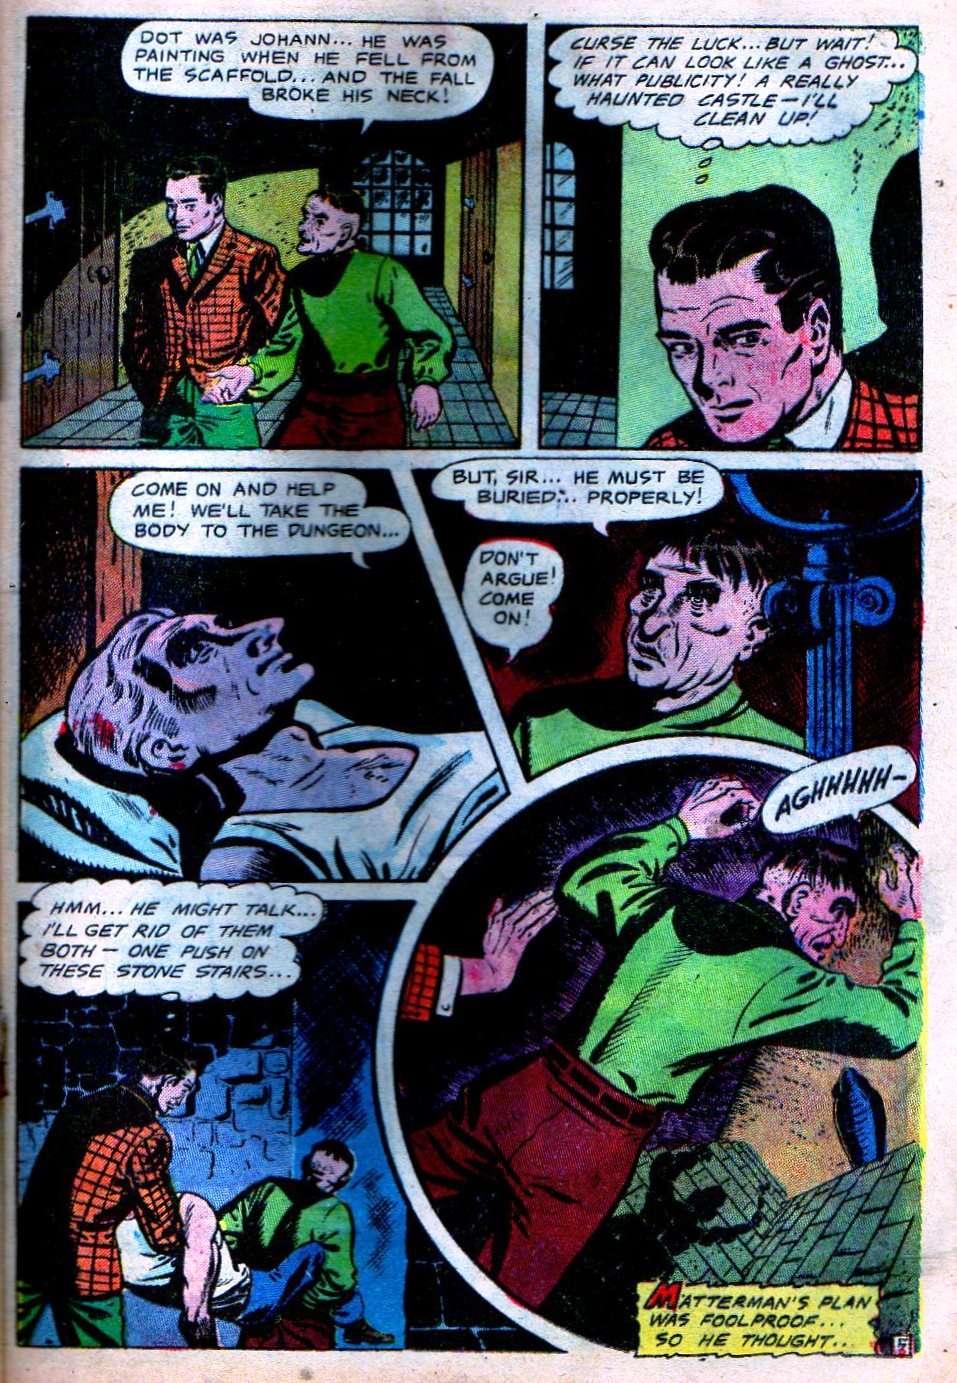 DOT WAS JOHANN... HE WAS
PAINTING WHEN HE FELL FROM
THE SCAFFOLD... AND THE FALL
BROKE HIS NECK!
CURSE THE LUCK... BUT WAIT!
IF IT CAN LOOK LIKE A GHOST...
WHAT PUBLICITY! A REALLY
HAUNTED CASTLE - I'LL
CLEAN UP!
COME ON AND HELP
ME! WE'LL TAKE THE
BODY TO THE DUNGEON...
BUT, SIR... HE MUST BE
BURIED... PROPERLY!
DON'T
ARGUE!
COME
ON!
HMM... HE MIGHT TALK...
I'LL GET RID OF THEM
BOTH - ONE PUSH ON
THESE STONE STAIRS...
AGHHHHH-
MATTERMAN'S PLAN
WAS FOOLPROOF...
SO HE THOUGHT...
5